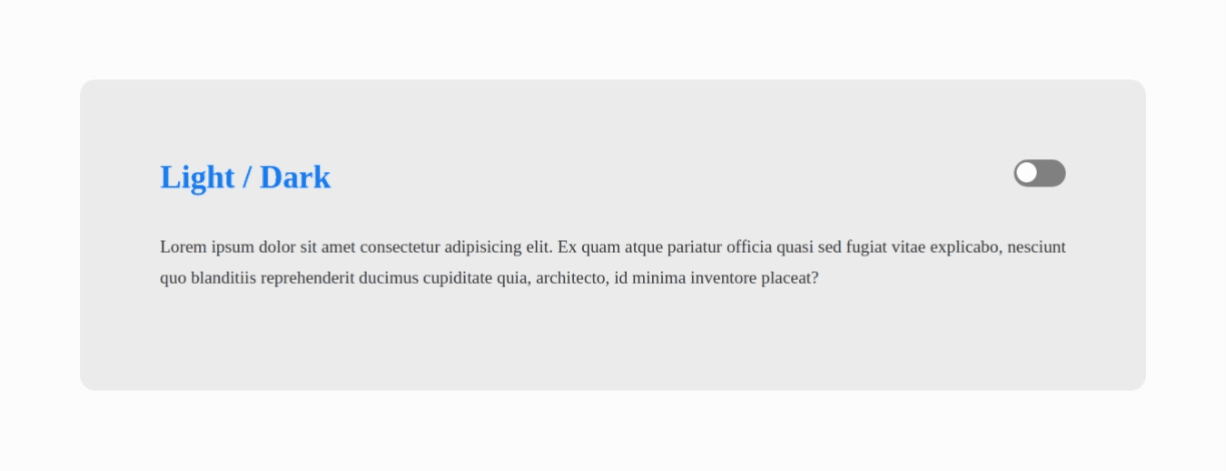 Light / Dark
Lorem ipsum dolor sit amet consectetur adipisicing elit. Ex quam atque pariatur officia quasi sed fugiat vitae explicabo, nesciunt
quo blanditiis reprehenderit ducimus cupiditate quia, architecto, id minima inventore placeat?